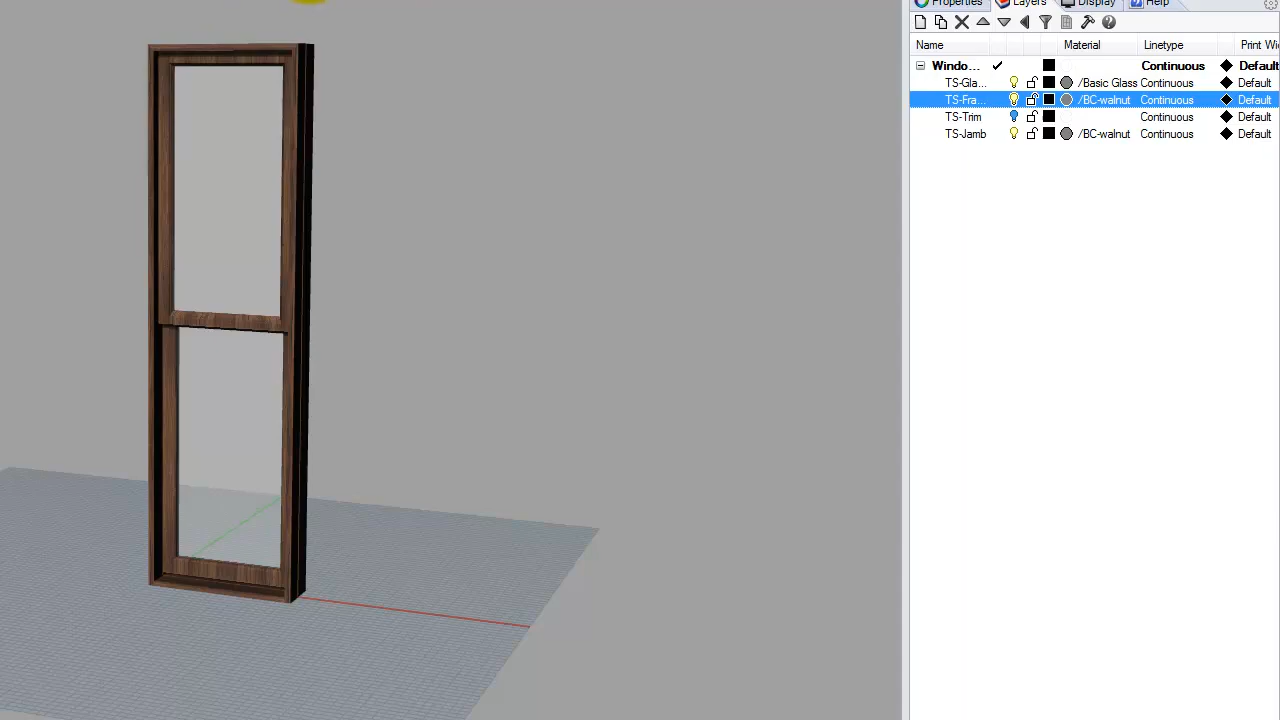 Properties Layers Display Help
Name Material Linetype Print Wi
Windo... Continuous Default
TS-Gla... /Basic Glass Continuous Default
TS-Fra... /BC-walnut Continuous Default
TS-Trim Continuous Default
TS-Jamb /BC-walnut Continuous Default